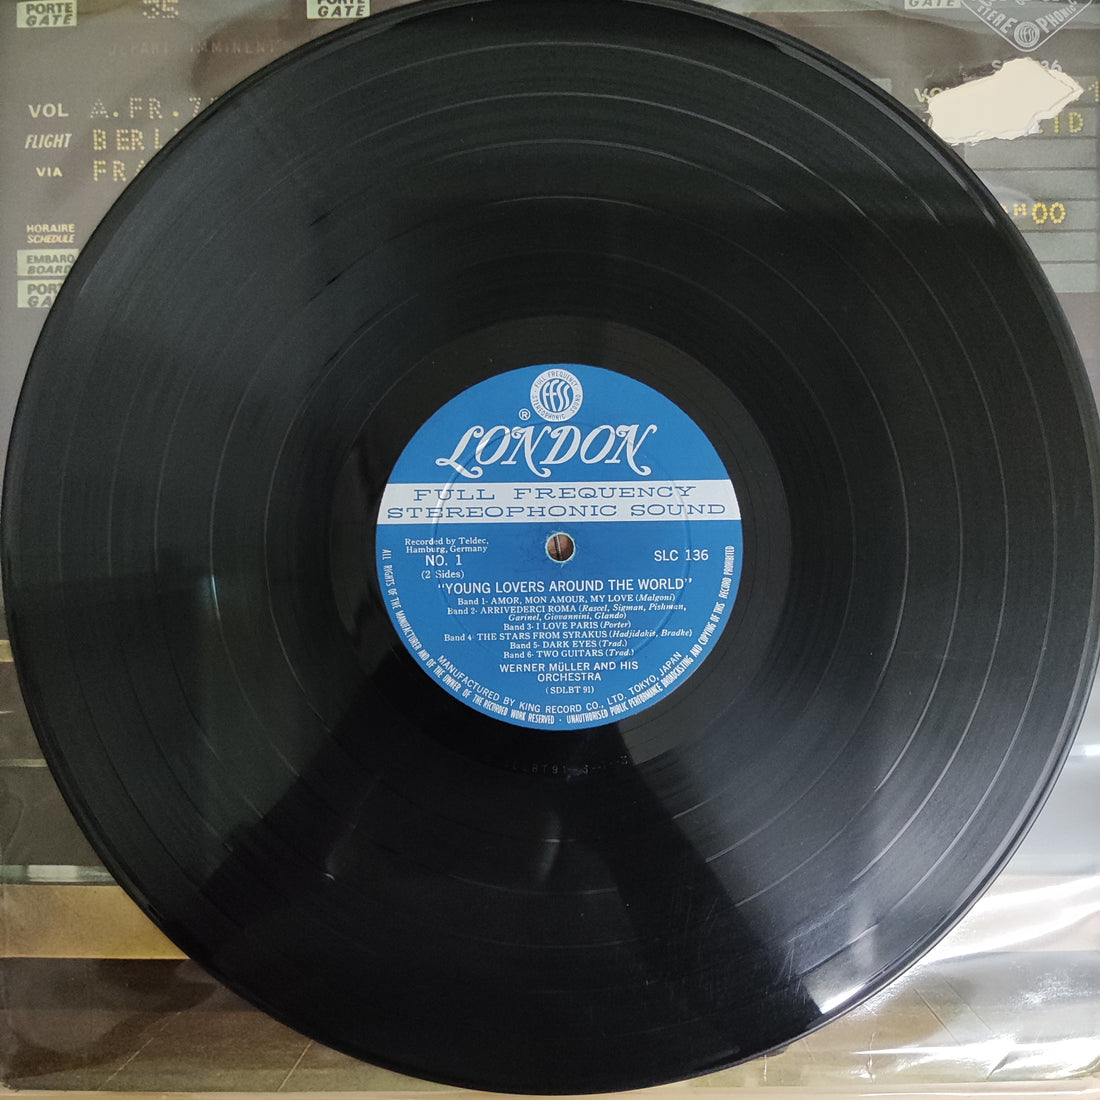 PORTE
GATE
PORTE
GATE
GATE
DEPART IMMINENT
VOL
A.FR.
FLIGHT
VIA
HORAIRE
SCHEDULE
H00
FULL FREQUENCY
STEREOPHONIC SOUND
FFSS
®
LONDON
FULL FREQUENCY
STEREOPHONIC SOUND
Recorded by Teldec,
Hamburg, Germany
NO. 1
(2 Sides)
SLC 136
"YOUNG LOVERS AROUND THE WORLD"
Band 1- AMOR, MON AMOUR, MY LOVE (Malgoni)
Band 2- ARRIVEDERCI ROMA (Rascel, Sigman, Pishman,
Garinel, Giovannini, Glando)
Band 3- I LOVE PARIS (Porter)
Band 4- THE STARS FROM SYRAKUS (Hadjidakis, Bradke)
Band 5- DARK EYES (Trad.)
Band 6- TWO GUITARS (Trad.)
WERNER MÜLLER AND HIS
ORCHESTRA
(SDLBT 91)
MANUFACTURED BY KING RECORD CO., LTD. TOKYO, JAPAN
ALL RIGHTS OF THE MANUFACTURER AND OF THE OWNER OF THE RECORDED WORK RESERVED · UNAUTHORISED PUBLIC PERFORMANCE BROADCASTING AND COPYING OF THIS RECORD PROHIBITED